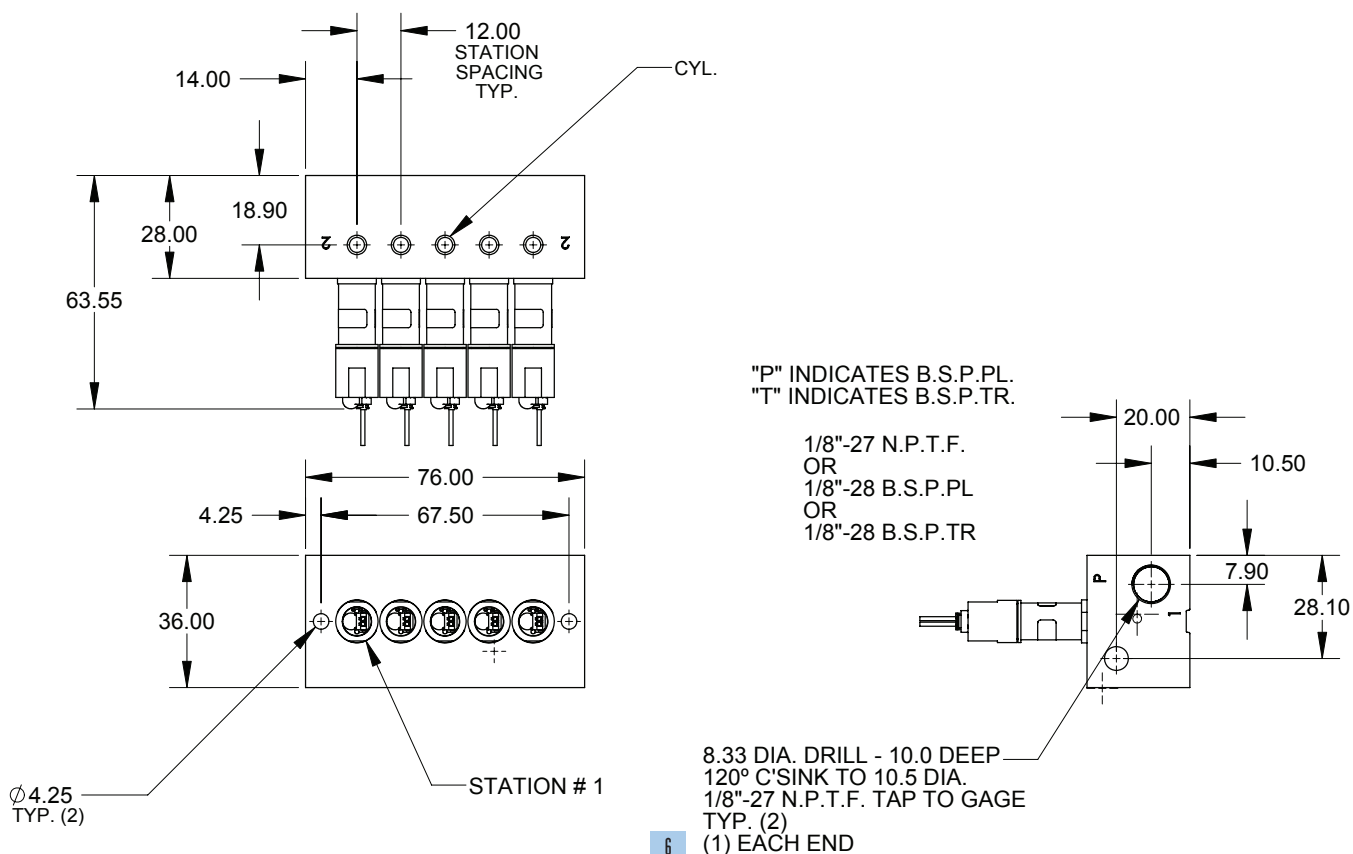 12.00
STATION
SPACING
TYP.
14.00
CYL.
18.90
28.00
63.55
2
2
"P" INDICATES B.S.P.PL.
"T" INDICATES B.S.P.TR.
1/8"-27 N.P.T.F.
OR
1/8"-28 B.S.P.PL
OR
1/8"-28 B.S.P.TR
76.00
4.25
67.50
36.00
Ø4.25
TYP. (2)
STATION # 1
20.00
10.50
7.90
28.10
P
1
8.33 DIA. DRILL - 10.0 DEEP
120º C'SINK TO 10.5 DIA.
1/8"-27 N.P.T.F. TAP TO GAGE
TYP. (2)
(1) EACH END
6